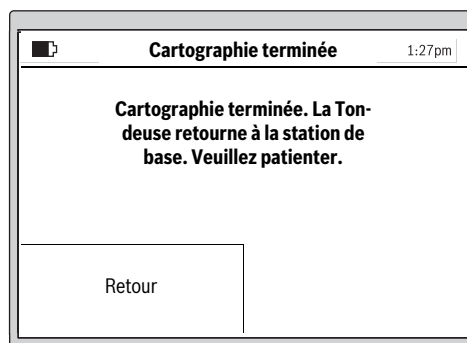 Cartographie terminée 1:27pm
Cartographie terminée. La Ton-
deuse retourne à la station de
base. Veuillez patienter.
Retour